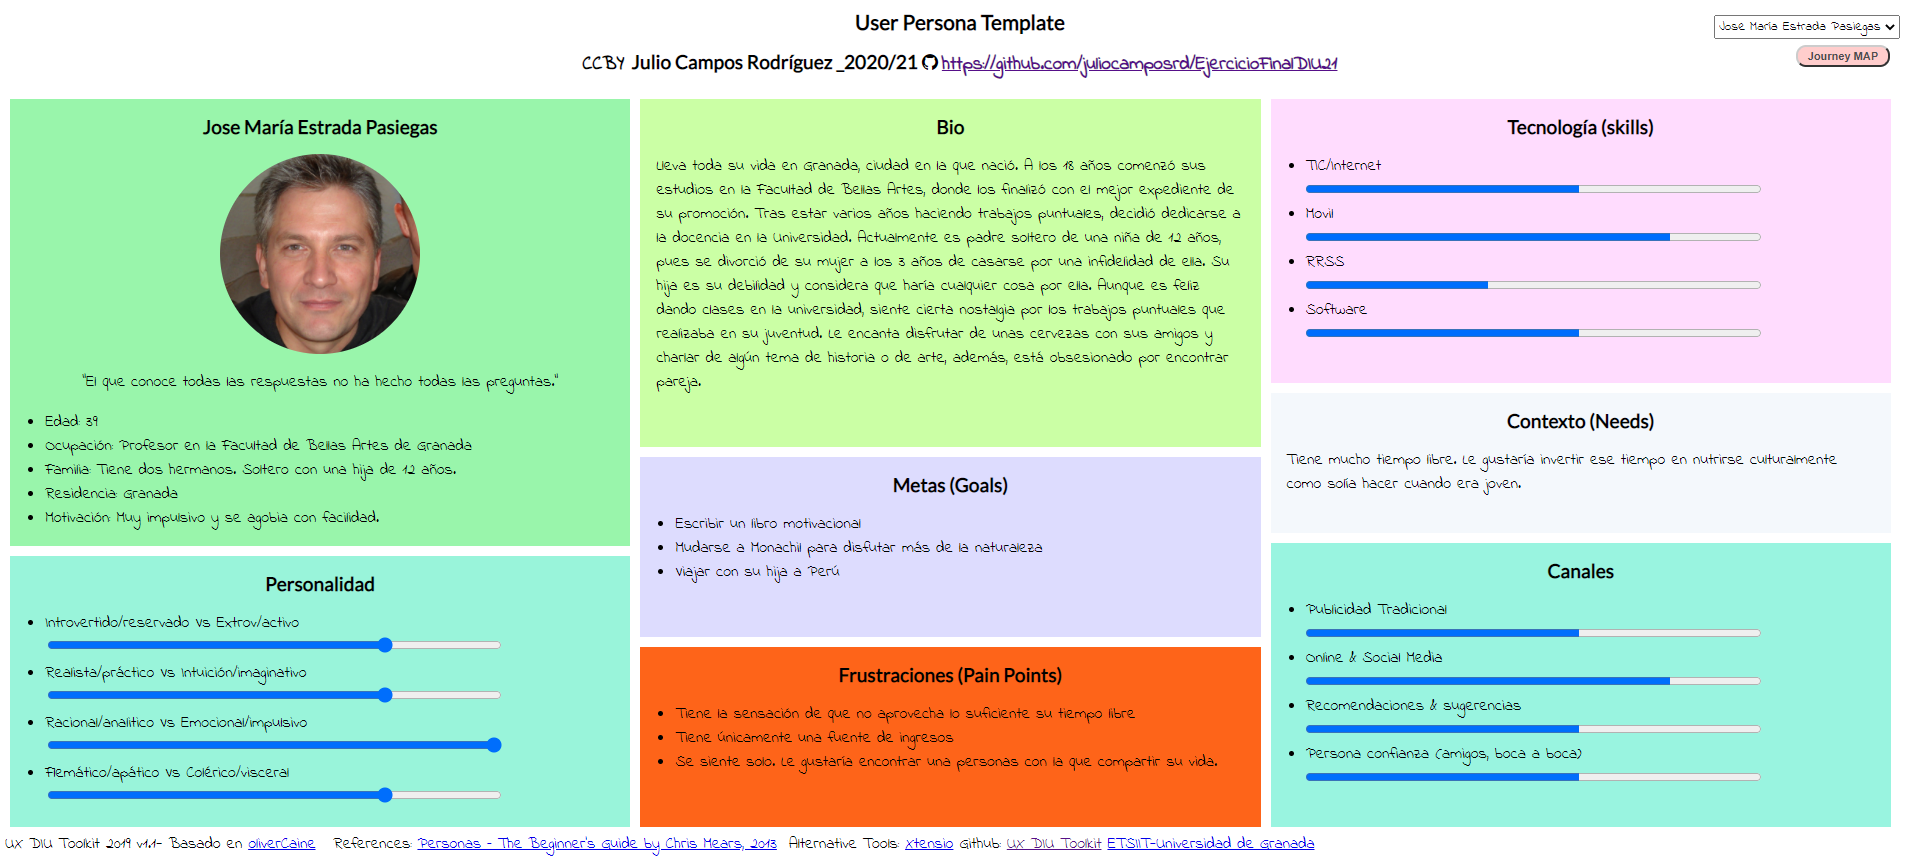 User Persona Template
Jose María Estrada Pasiegas
CCBY Julio Campos Rodríguez _2020/21 https://github.com/juliocamposrd/EjercicioFinalDIU21
Journey MAP
Jose María Estrada Pasiegas
"El que conoce todas las respuestas no ha hecho todas las preguntas."
Edad: 39
Ocupación: Profesor en la Facultad de Bellas Artes de Granada
Familia: Tiene dos hermanos. Soltero con una hija de 12 años.
Residencia: Granada
Motivación: Muy impulsivo y se agobia con facilidad.
Personalidad
Introvertido/reservado Vs Extrov/activo
Realista/práctico Vs Intuición/imaginativo
Racional/analitico Vs Emocional/impulsivo
Flemático/apático Vs Colérico/visceral
Bio
Lleva toda su vida en Granada, ciudad en la que nació. A los 18 años comenzó sus
estudios en la Facultad de Bellas Artes, donde los finalizó con el mejor expediente de
su promoción. Tras estar varios años haciendo trabajos puntuales, decidió dedicarse a
la docencia en la Universidad. Actualmente es padre soltero de una niña de 12 años,
pues se divorció de su mujer a los 3 años de casarse por una infidelidad de ella. Su
hija es su debilidad y considera que haría cualquier cosa por ella. Aunque es feliz
dando clases en la universidad, siente cierta nostalgia por los trabajos puntuales que
realizaba en su juventud. Le encanta disfrutar de unas cervezas con sus amigos y
charlar de algún tema de historia o de arte, además, está obsesionado por encontrar
pareja.
Metas (Goals)
Escribir un libro motivacional
Mudarse a Monachil para disfutar más de la naturaleza
Viajar con su hija a Perú
Frustraciones (Pain Points)
Tiene la sensación de que no aprovecha lo suficiente su tiempo libre
Tiene únicamente una fuente de ingresos
Se siente solo. Le gustaría encontrar una personas con la que compartir su vida.
Tecnología (skills)
TIC/Internet
Movil
RRSS
Software
Contexto (Needs)
Tiene mucho tiempo libre. Le gustaría invertir ese tiempo en nutrirse culturalmente
como solía hacer cuando era joven.
Canales
Publicidad Tradicional
Online & Social Media
Recomendaciones & sugerencias
Persona confianza (amigos, boca a boca)
UX DIU Toolkit 2019 v1.1- Basado en oliverCaine References: Personas - The Beginner's Guide by Chris Mears, 2013 Alternative Tools: Xtensio Github: UX DIU Toolkit ETSIIT-Universidad de Granada